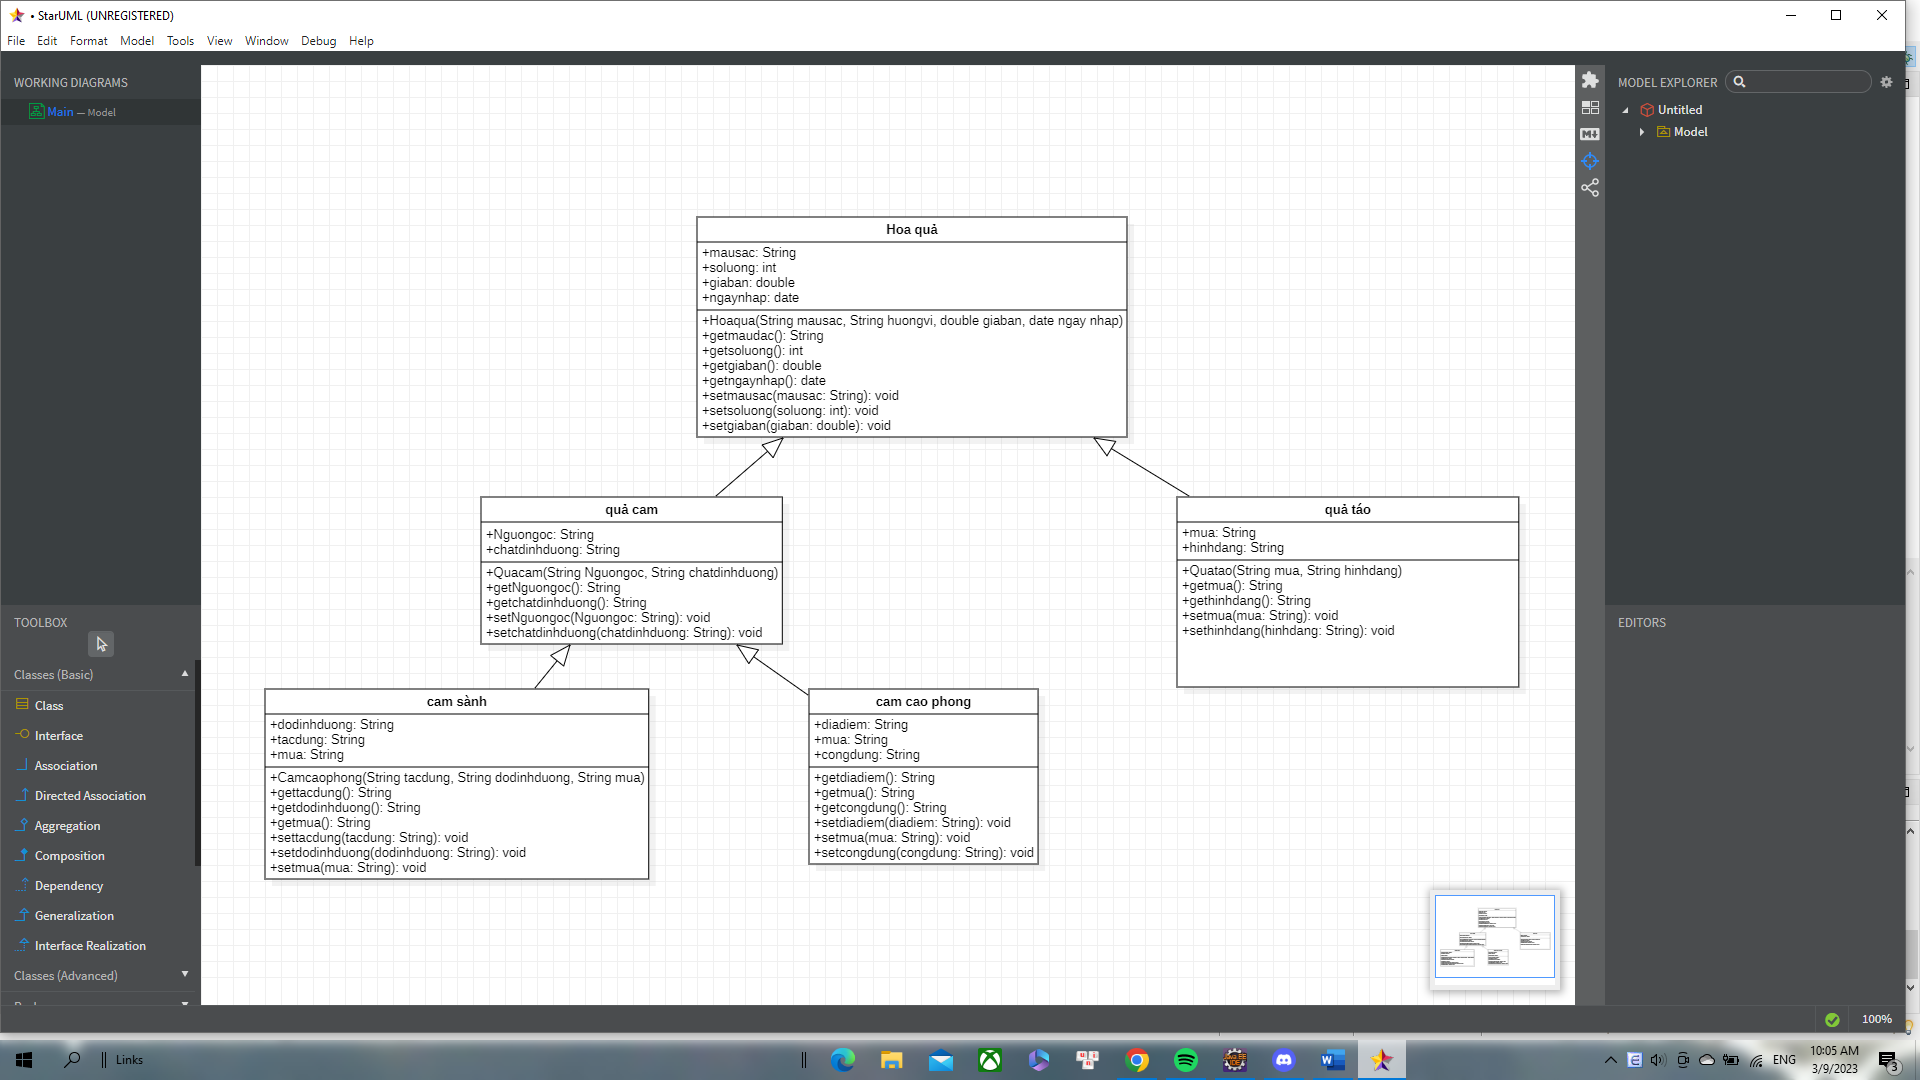 • StarUML (UNREGISTERED)
File Edit Format Model Tools View Window Debug Help
WORKING DIAGRAMS
Main — Model
MODEL EXPLORER
Untitled
Model
Hoa quả
+mausac: String
+soluong: int
+giaban: double
+ngaynhap: date
+Hoaqua(String mausac, String huongvi, double giaban, date ngay nhap)
+getmaudac(): String
+getsoluong(): int
+getgiaban(): double
+getngaynhap(): date
+setmausac(mausac: String): void
+setsoluong(soluong: int): void
+setgiaban(giaban: double): void
quả cam
+Nguongoc: String
+chatdinhduong: String
+Quacam(String Nguongoc, String chatdinhduong)
+getNguongoc(): String
+getchatdinhduong(): String
+setNguongoc(Nguongoc: String): void
+setchatdinhduong(chatdinhduong: String): void
quả táo
+mua: String
+hinhdang: String
+Quatao(String mua, String hinhdang)
+getmua(): String
+gethinhdang(): String
+setmua(mua: String): void
+sethinhdang(hinhdang: String): void
cam sành
+dodinhduong: String
+tacdung: String
+mua: String
+Camcaophong(String tacdung, String dodinhduong, String mua)
+gettacdung(): String
+getdodinhduong(): String
+getmua(): String
+settacdung(tacdung: String): void
+setdodinhduong(dodinhduong: String): void
+setmua(mua: String): void
cam cao phong
+diadiem: String
+mua: String
+congdung: String
+getdiadiem(): String
+getmua(): String
+getcongdung(): String
+setdiadiem(diadiem: String): void
+setmua(mua: String): void
+setcongdung(congdung: String): void
TOOLBOX
Classes (Basic)
Class
Interface
Association
Directed Association
Aggregation
Composition
Dependency
Generalization
Interface Realization
Classes (Advanced)
EDITORS
100%
Links
ENG
10:05 AM
3/9/2023
3